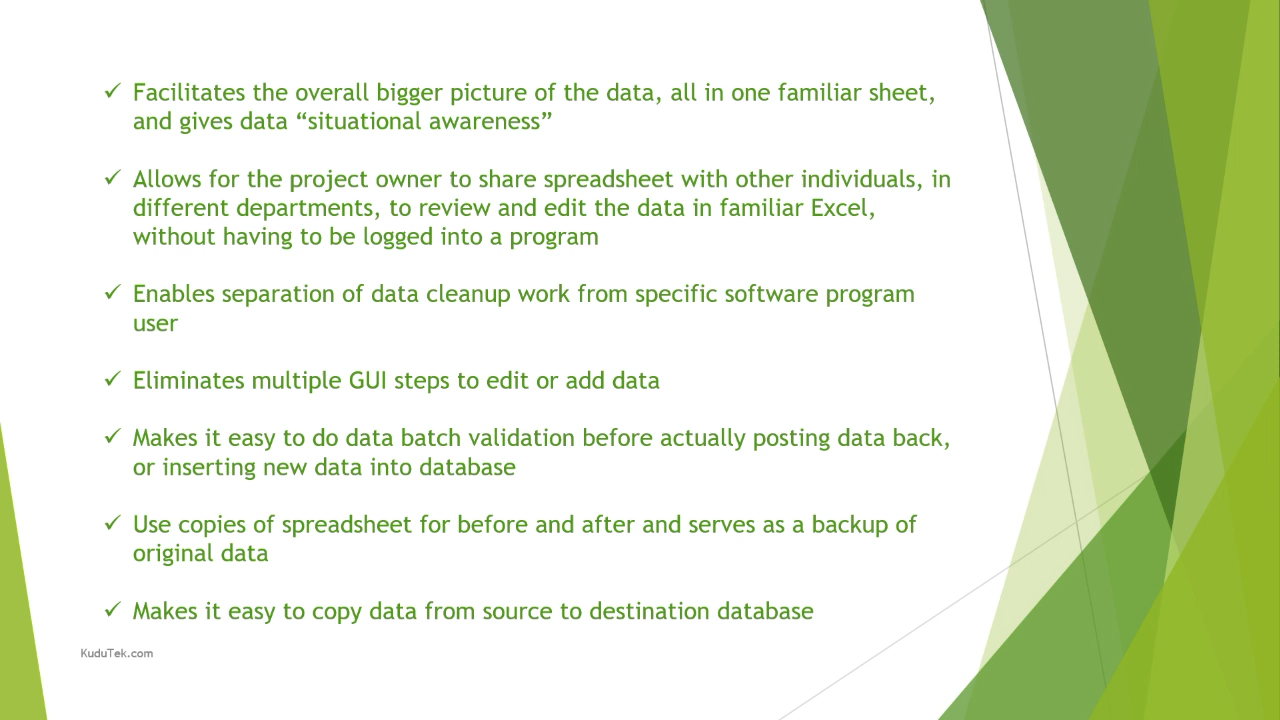 ✓ Facilitates the overall bigger picture of the data, all in one familiar sheet,
and gives data “situational awareness”
✓ Allows for the project owner to share spreadsheet with other individuals, in
different departments, to review and edit the data in familiar Excel,
without having to be logged into a program
✓ Enables separation of data cleanup work from specific software program
user
✓ Eliminates multiple GUI steps to edit or add data
✓ Makes it easy to do data batch validation before actually posting data back,
or inserting new data into database
✓ Use copies of spreadsheet for before and after and serves as a backup of
original data
✓ Makes it easy to copy data from source to destination database
KuduTek.com